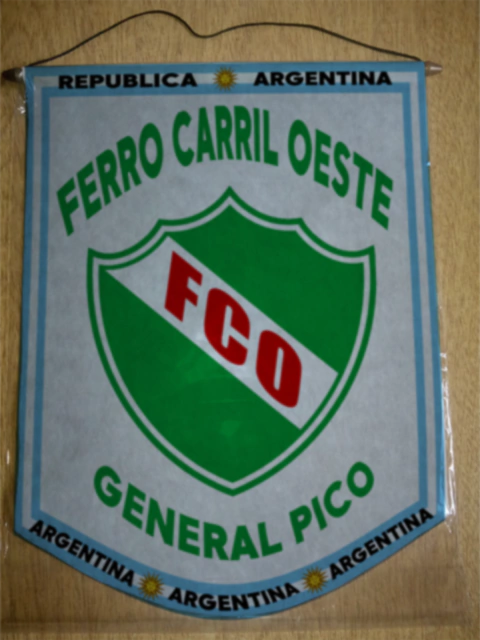 REPUBLICA ARGENTINA
FERRO CARRIL OESTE
FCO
GENERAL PICO
ARGENTINA ARGENTINA ARGENTINA